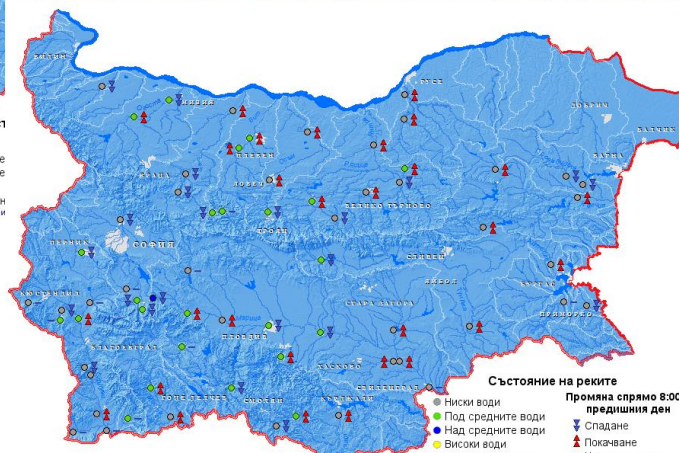 ВИДИН
РУСЕ
КНЕЖА
ДОБРИЧ
БАЛЧИК
ПЛЕВЕН
ВАРНА
ВРАЦА
ЛОВЕЧ
ВЕЛИКО ТЪРНОВО
ТРОЯН
ПЕРНИК
СОФИЯ
СЛИВЕН
ЯМБОЛ
БУРГАС
КЮСТЕНДИЛ
СТАРА ЗАГОРА
ПРИМОРСКО
ПЛОВДИВ
БЛАГОЕВГРАД
ХАСКОВО
СВИЛЕНГРАД
ГОЦЕ ДЕЛЧЕВ
СМОЛЯН
КЪРДЖАЛИ
Състояние на реките
Ниски води
Под средните води
Над средните води
Високи води
Промяна спрямо 8:00
предишния ден
Спадане
Покачване